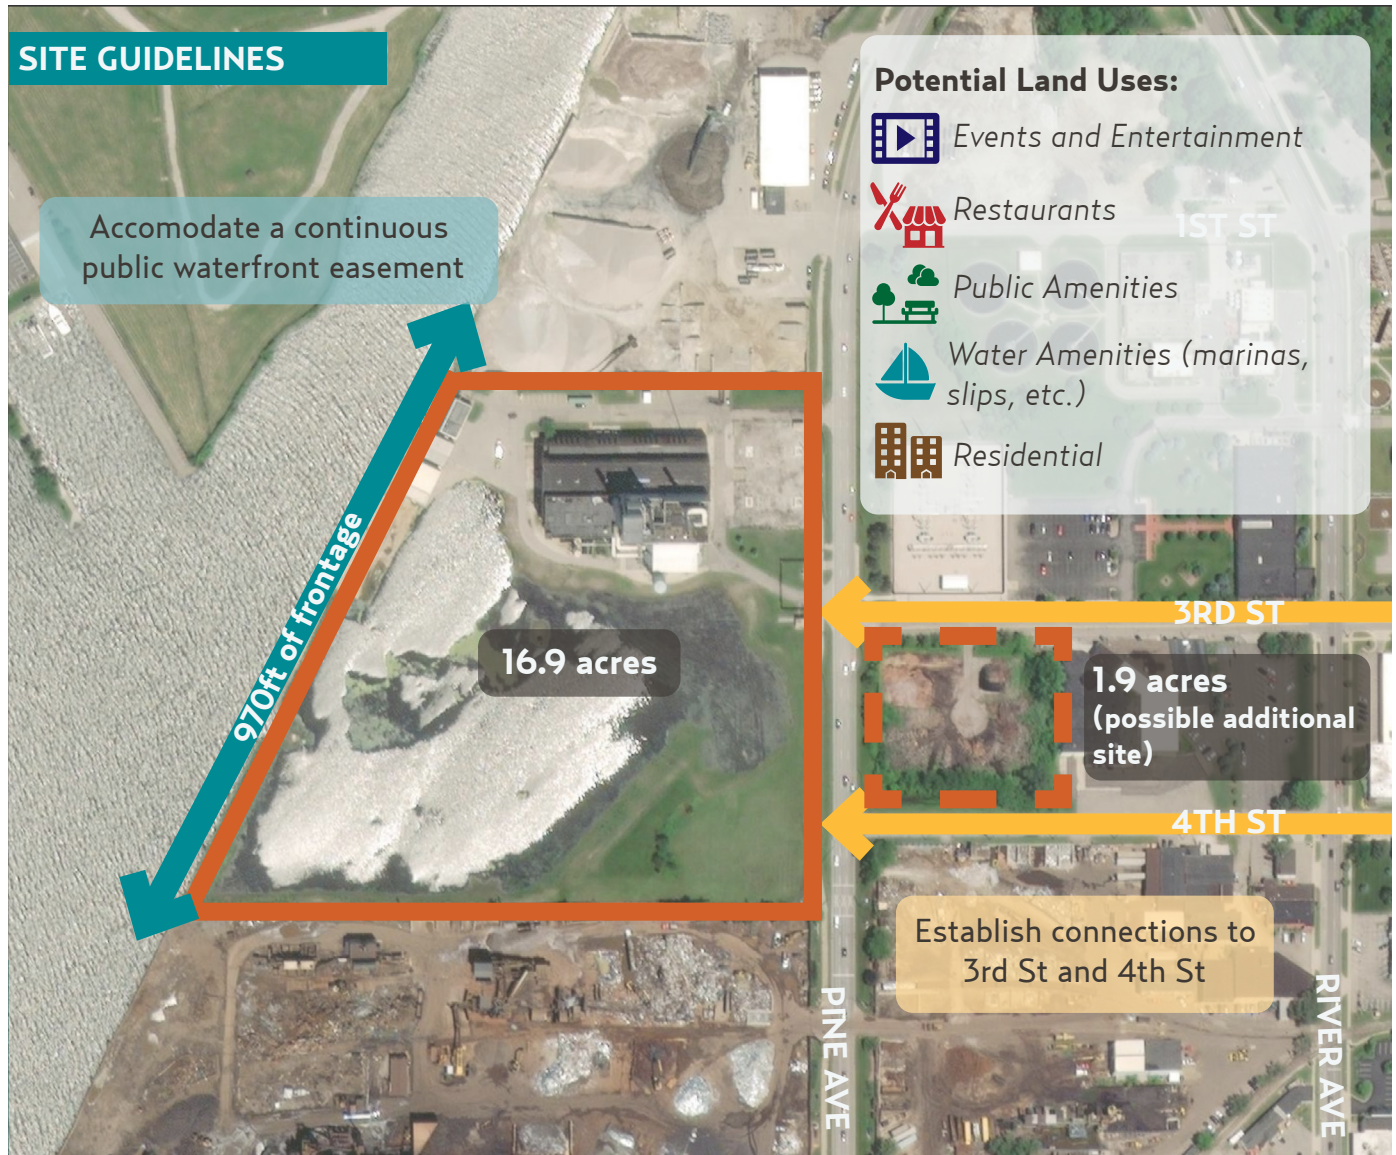 SITE GUIDELINES
Accomodate a continuous
public waterfront easement
970ft of frontage
16.9 acres
Potential Land Uses:
Events and Entertainment
Restaurants
Public Amenities
Water Amenities (marinas,
slips, etc.)
Residential
1ST ST
3RD ST
1.9 acres
(possible additional
site)
4TH ST
Establish connections to
3rd St and 4th St
PINE AVE
RIVER AVE